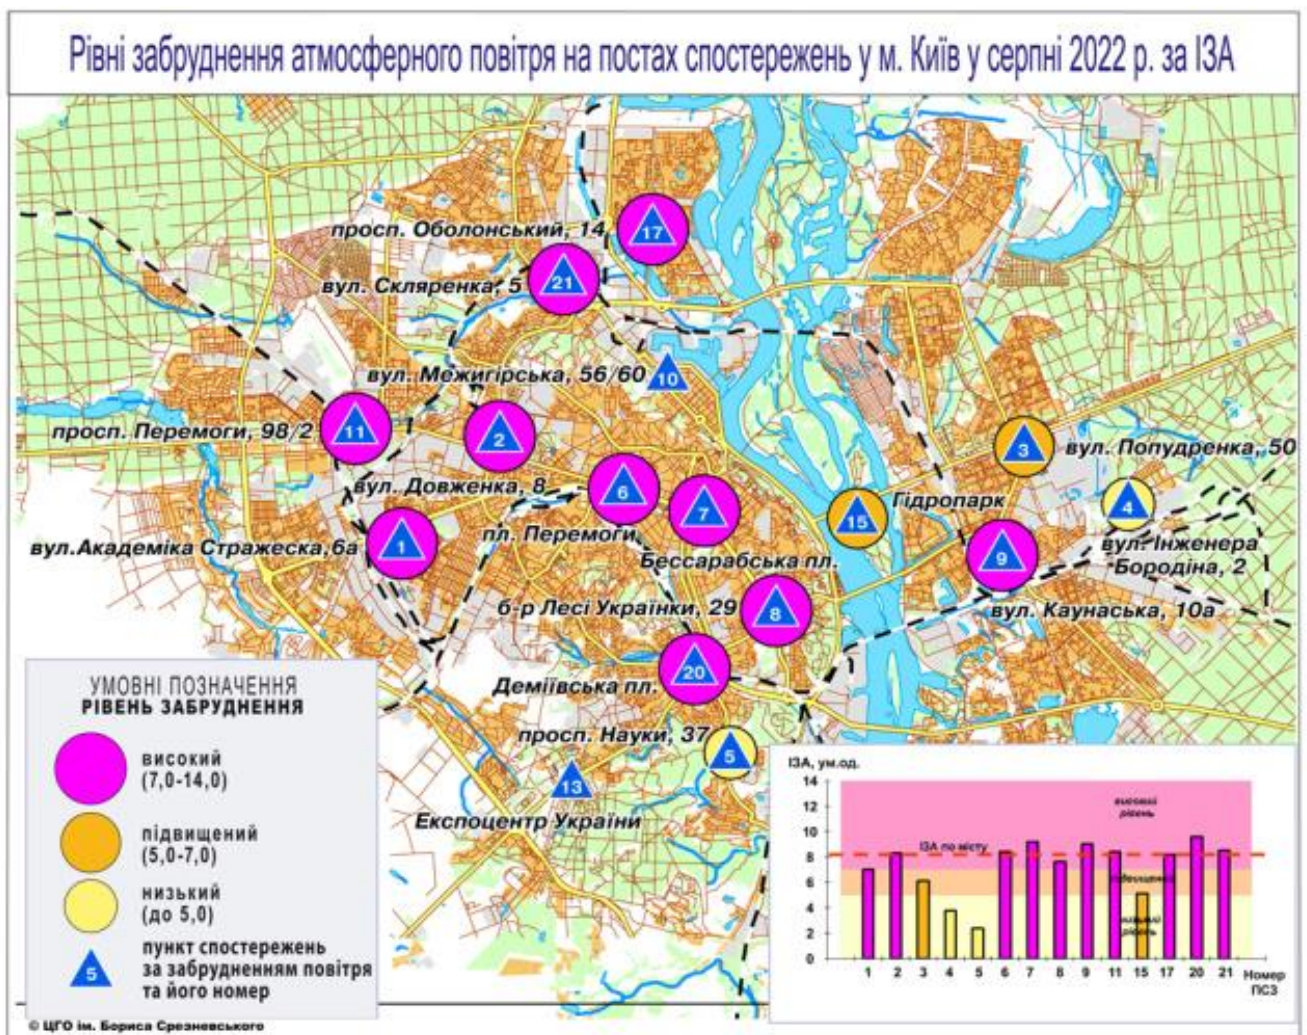 Рівні забруднення атмосферного повітря на постах спостережень у м. Київ у серпні 2022 р. за ІЗА
просп. Оболонський, 14
17
вул. Скляренка, 5
21
вул. Межигірська, 56/60
10
просп. Перемоги, 98/2
11
2
3
вул. Попудренка, 50
вул. Довженка, 8
6
7
Гідропарк
15
4
вул.Академіка Стражеска,6а
1
пл. Перемоги
Бессарабська пл.
9
вул. Інженера
Бородіна, 2
б-р Лесі Українки, 29
8
вул. Каунаська, 10а
20
Деміївська пл.
просп. Науки, 37
5
13
Експоцентр України
УМОВНІ ПОЗНАЧЕННЯ
РІВЕНЬ ЗАБРУДНЕННЯ
високий
(7,0-14,0)
підвищений
(5,0-7,0)
низький
(до 5,0)
5
пункт спостережень
за забрудненням повітря
та його номер
ІЗА, ум.од.
14
12
10
8
6
4
2
0
високий
рівень
ІЗА по місту
підвищений
низький
рівень
1 2 3 4 5 6 7 8 9 11 15 17 20 21
Номер
ПСЗ
© ЦГО ім. Бориса Срезневського